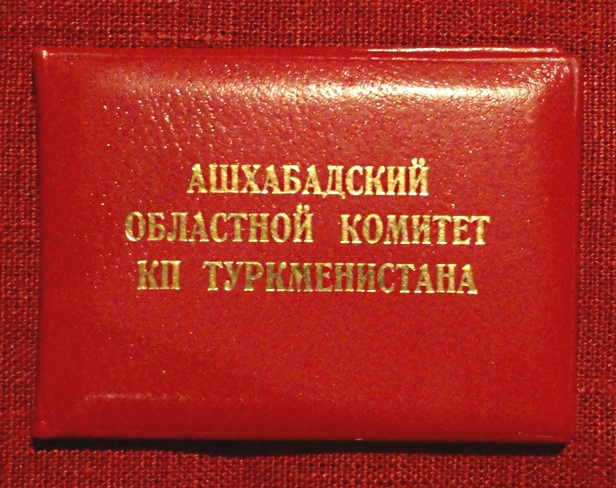 АШХАБАДСКИЙ
ОБЛАСТНОЙ КОМИТЕТ
КП ТУРКМЕНИСТАНА